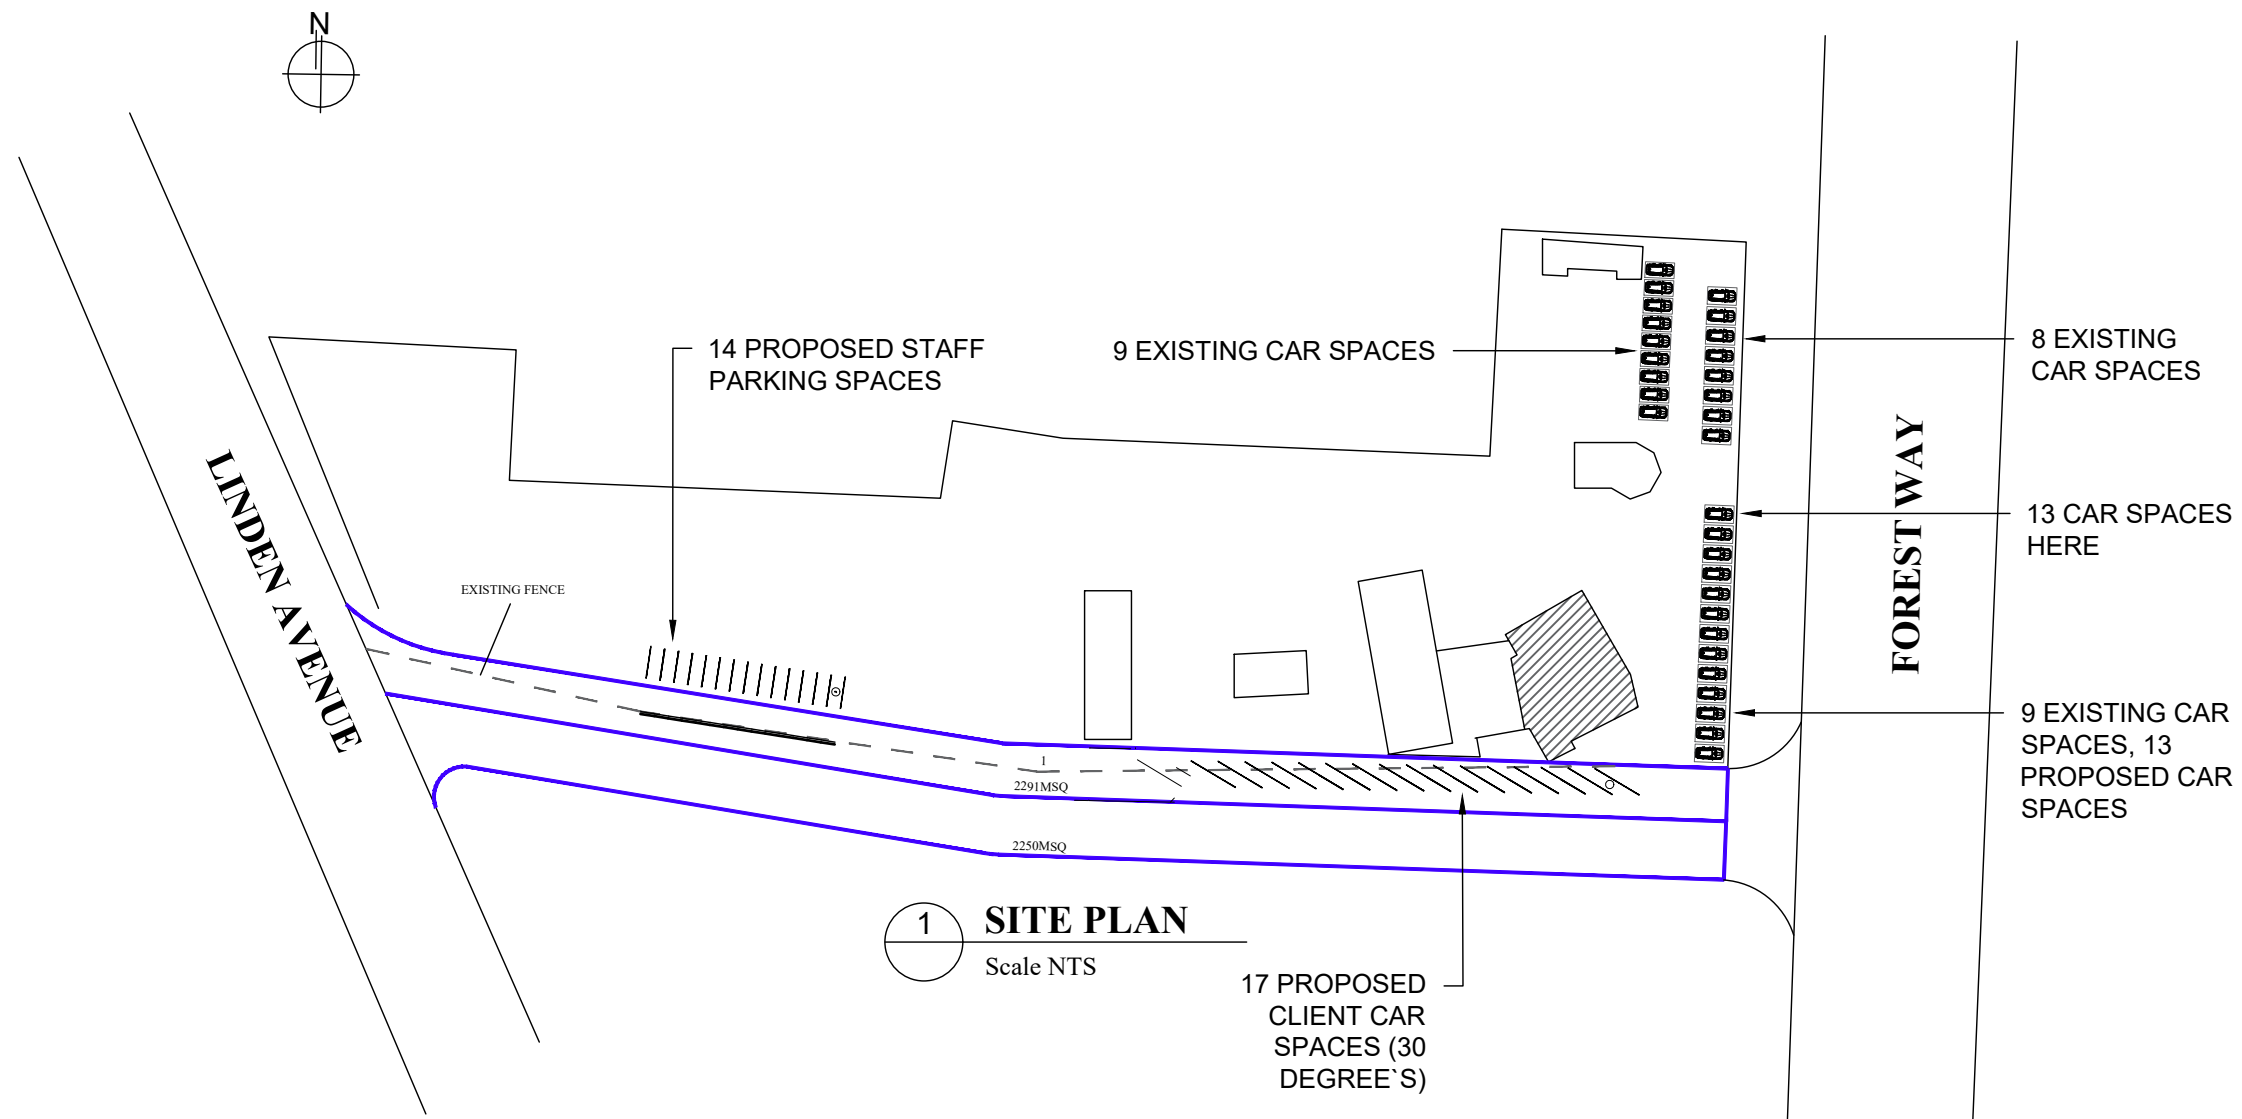 N
14 PROPOSED STAFF
PARKING SPACES
9 EXISTING CAR SPACES
8 EXISTING
CAR SPACES
LINDEN AVENUE
FOREST WAY
13 CAR SPACES
HERE
EXISTING FENCE
9 EXISTING CAR
SPACES, 13
PROPOSED CAR
SPACES
1
2291MSQ
2250MSQ
1
SITE PLAN
Scale NTS
17 PROPOSED
CLIENT CAR
SPACES (30
DEGREE`S)